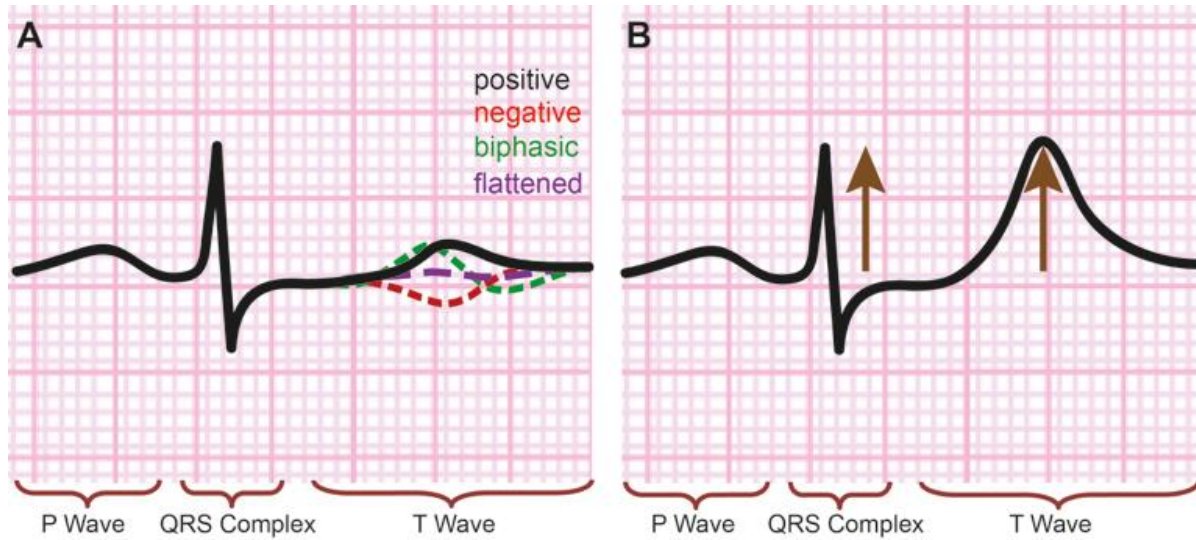 A
positive
negative
biphasic
flattened
P Wave
QRS Complex
T Wave
B
P Wave
QRS Complex
T Wave